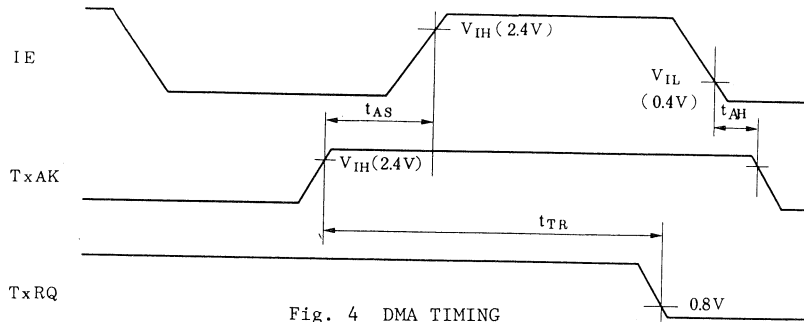 IE
V_IH (2.4V)
V_IL
(0.4V)
t_AS
t_AH
TxAK
V_IH (2.4V)
t_TR
TxRQ
0.8V
Fig. 4 DMA TIMING